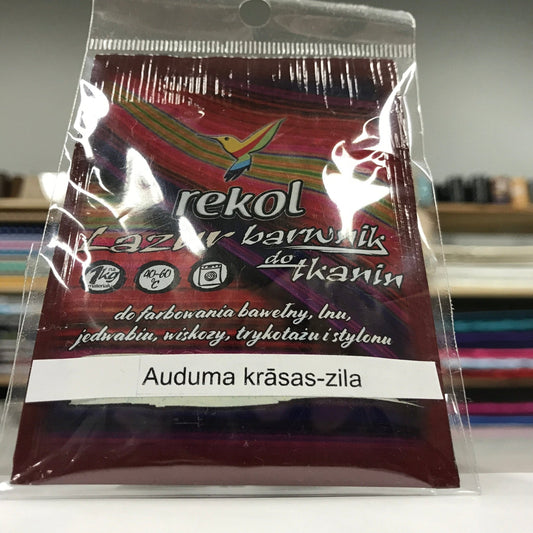 rekol
Lazur barwnik
do
tkanin
1kg
materiału
40-60
°C
do farbowania bawełny, lnu,
jedwabiu, wiskozy, trykotażu i stylonu
Auduma krāsas-zila